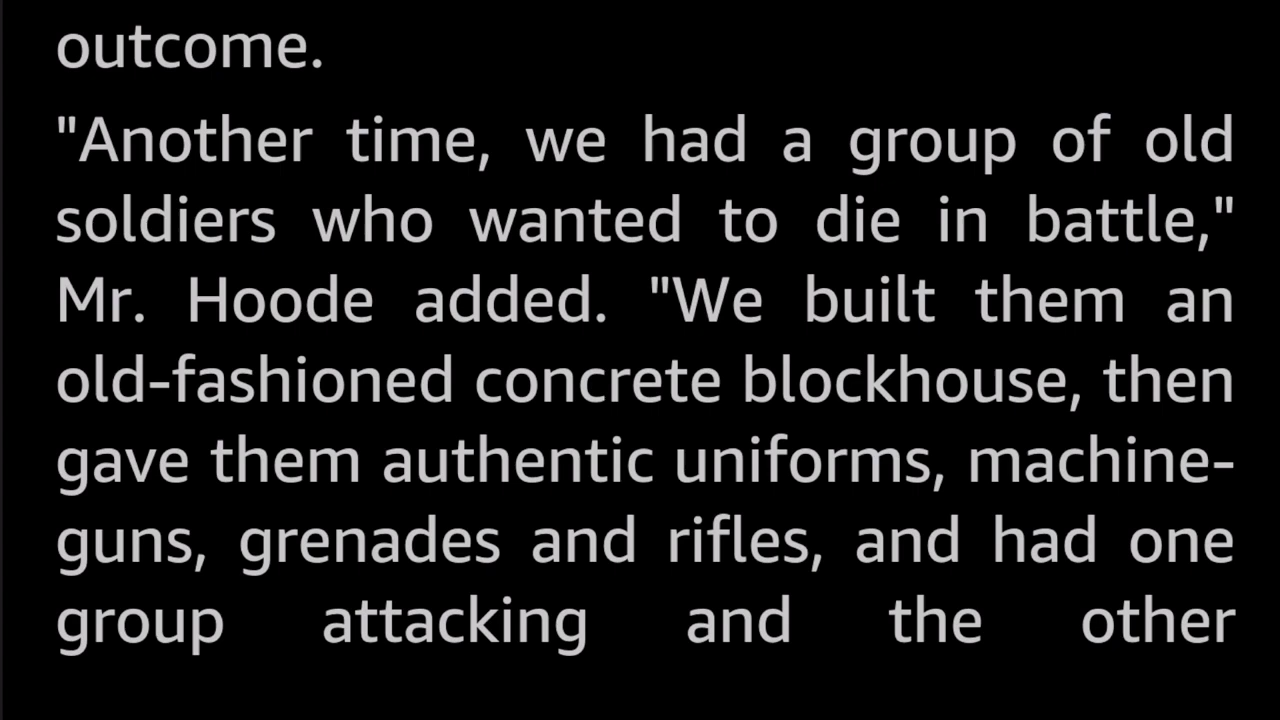 outcome.
"Another time, we had a group of old
soldiers who wanted to die in battle,"
Mr. Hoode added. "We built them an
old-fashioned concrete blockhouse, then
gave them authentic uniforms, machine-
guns, grenades and rifles, and had one
group attacking and the other